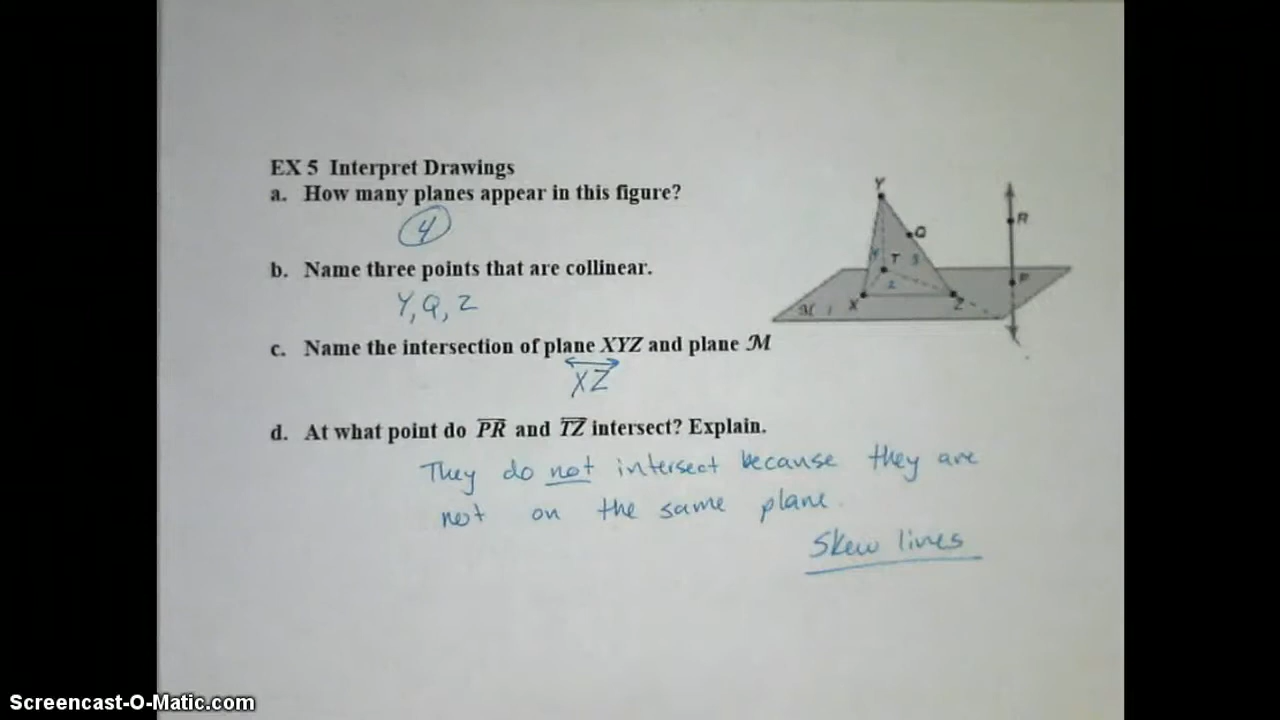 EX 5 Interpret Drawings
a. How many planes appear in this figure?
4
b. Name three points that are collinear.
Y, Q, Z
c. Name the intersection of plane XYZ and plane M
XZ
d. At what point do PR and TZ intersect? Explain.
They do not intersect because they are
not on the same plane.
Skew lines
Y
Q
R
T
P
2
X
Z
M
Screencast-O-Matic.com